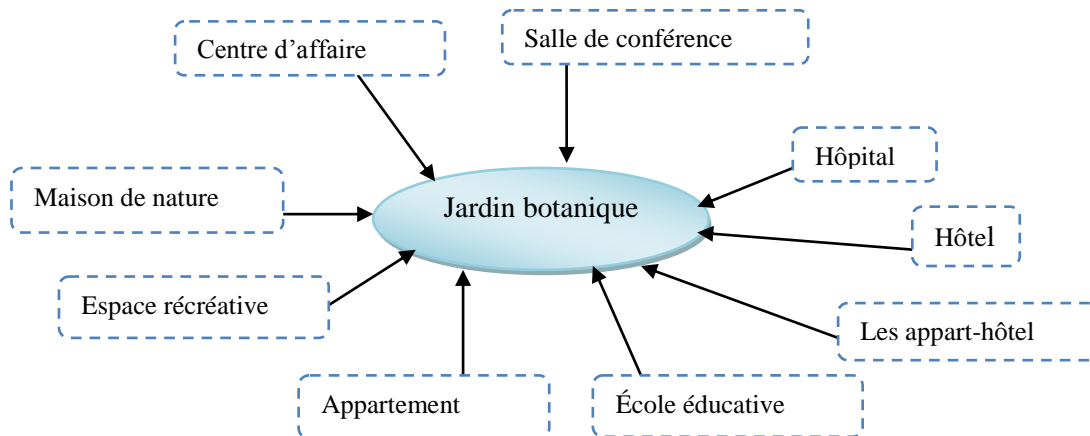 Salle de conférence
Centre d’affaire
Hôpital
Maison de nature
Jardin botanique
Hôtel
Espace récréative
Les appart-hôtel
Appartement
École éducative